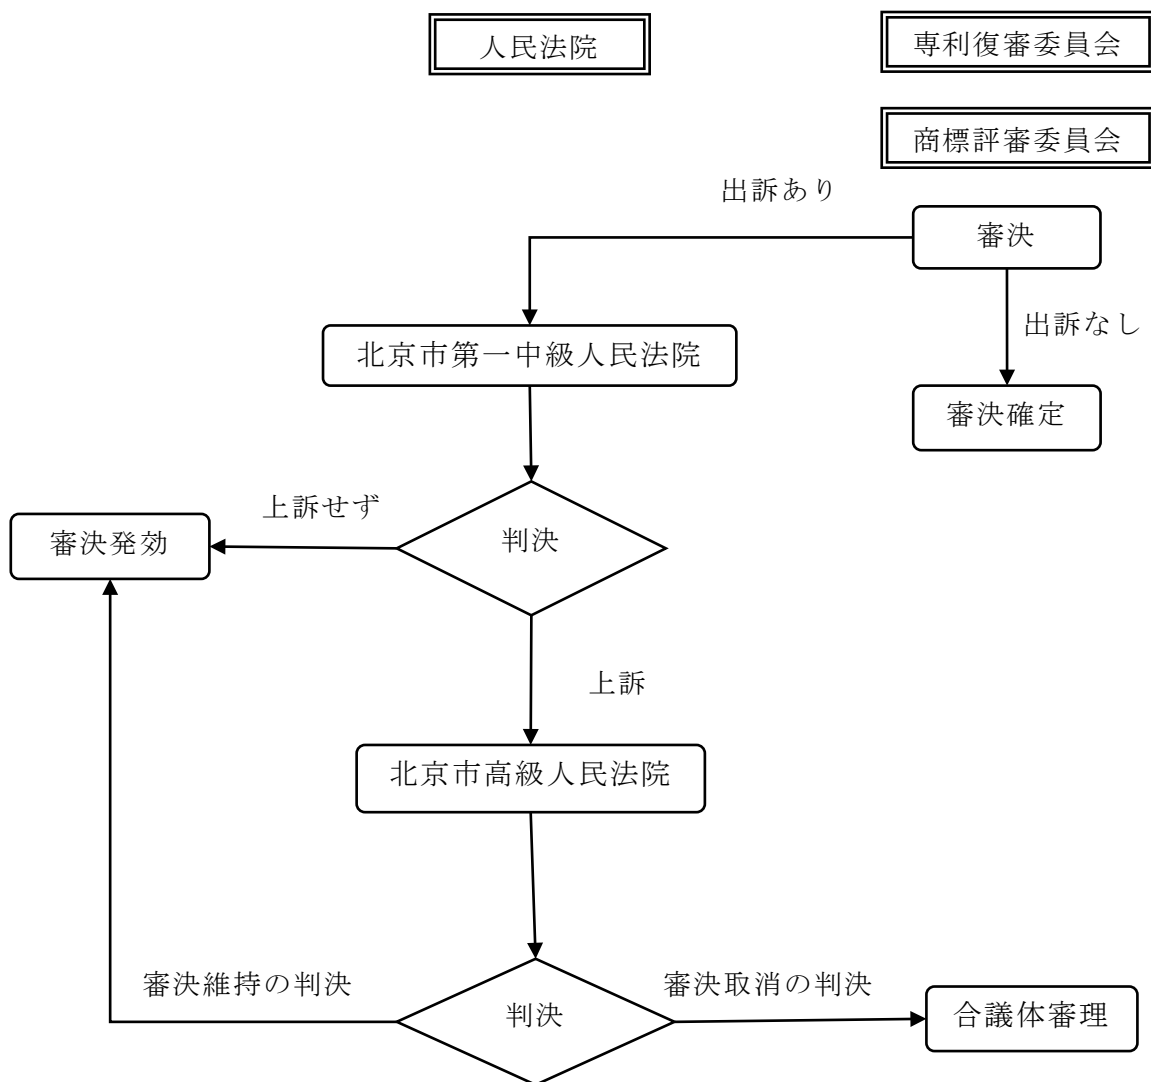 人民法院
専利復審委員会
商標評審委員会
出訴あり
審決
出訴なし
北京市第一中級人民法院
審決確定
上訴せず
審決発効
判決
上訴
北京市高級人民法院
審決維持の判決
審決取消の判決
判決
合議体審理